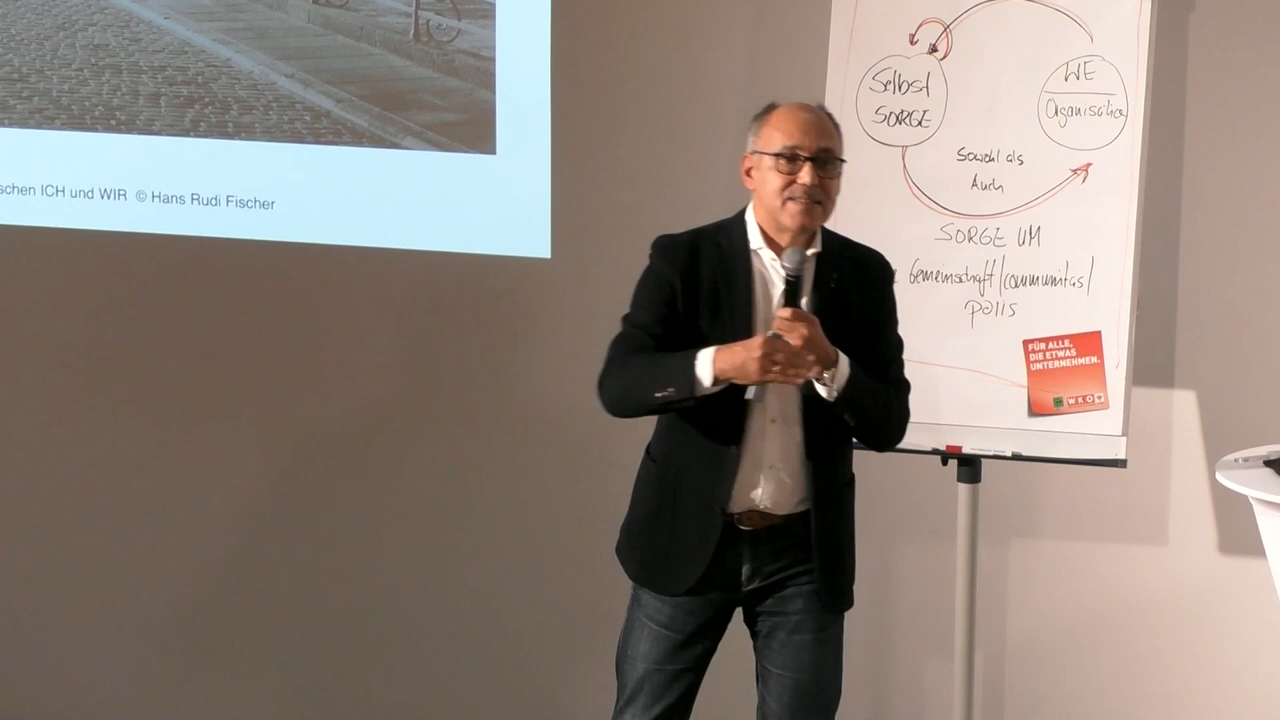 schen ICH und WIR © Hans Rudi Fischer
Selbst
SORGE
WE
Organisation
Sowohl als
Auch
SORGE UM
Gemeinschaft/communitas/
polis
FÜR ALLE,
DIE ETWAS
UNTERNEHMEN.
WKO